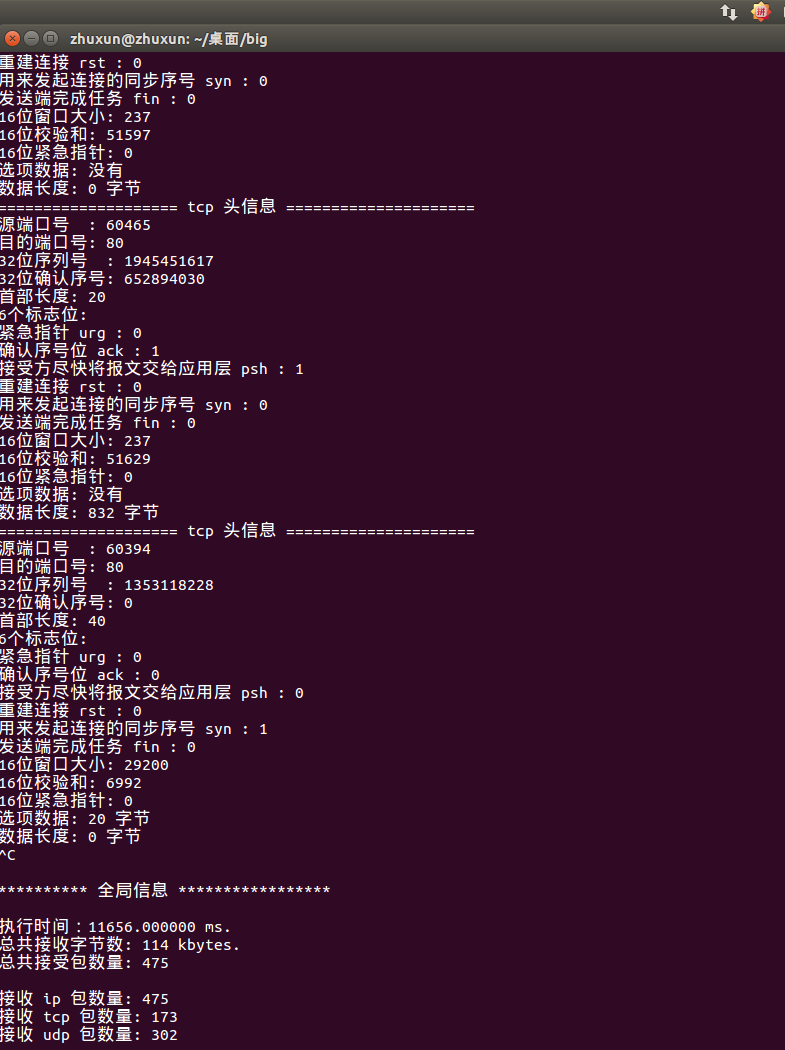 拼
zhuxun@zhuxun: ~/桌面/big
重建连接 rst : 0
用来发起连接的同步序号 syn : 0
发送端完成任务 fin : 0
16位窗口大小: 237
16位校验和: 51597
16位紧急指针: 0
选项数据: 没有
数据长度: 0 字节
==================== tcp 头信息 =====================
源端口号  : 60465
目的端口号: 80
32位序列号  : 1945451617
32位确认序号: 652894030
首部长度: 20
6个标志位:
紧急指针 urg : 0
确认序号位 ack : 1
接受方尽快将报文交给应用层 psh : 1
重建连接 rst : 0
用来发起连接的同步序号 syn : 0
发送端完成任务 fin : 0
16位窗口大小: 237
16位校验和: 51629
16位紧急指针: 0
选项数据: 没有
数据长度: 832 字节
==================== tcp 头信息 =====================
源端口号  : 60394
目的端口号: 80
32位序列号  : 1353118228
32位确认序号: 0
首部长度: 40
6个标志位:
紧急指针 urg : 0
确认序号位 ack : 0
接受方尽快将报文交给应用层 psh : 0
重建连接 rst : 0
用来发起连接的同步序号 syn : 1
发送端完成任务 fin : 0
16位窗口大小: 29200
16位校验和: 6992
16位紧急指针: 0
选项数据: 20 字节
数据长度: 0 字节
^C
********** 全局信息 *****************
执行时间：11656.000000 ms.
总共接收字节数: 114 kbytes.
总共接受包数量: 475
接收 ip 包数量: 475
接收 tcp 包数量: 173
接收 udp 包数量: 302